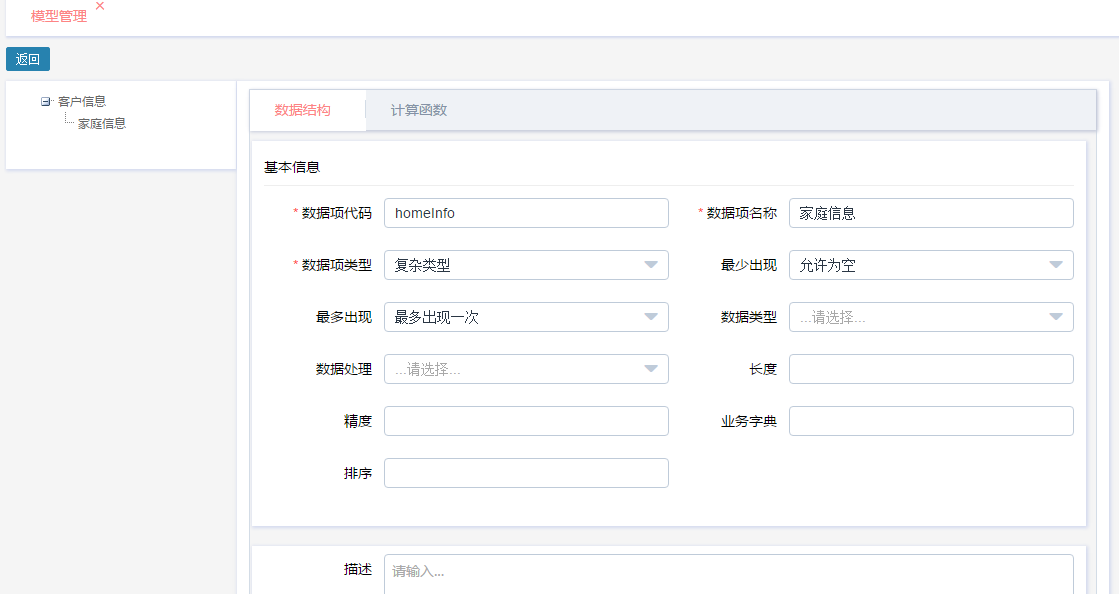 模型管理
返回
客户信息
家庭信息
数据结构 计算函数
基本信息
* 数据项代码 homeInfo * 数据项名称 家庭信息
* 数据项类型 复杂类型 最少出现 允许为空
最多出现 最多出现一次 数据类型 ...请选择...
数据处理 ...请选择... 长度
精度 业务字典
排序
描述 请输入...